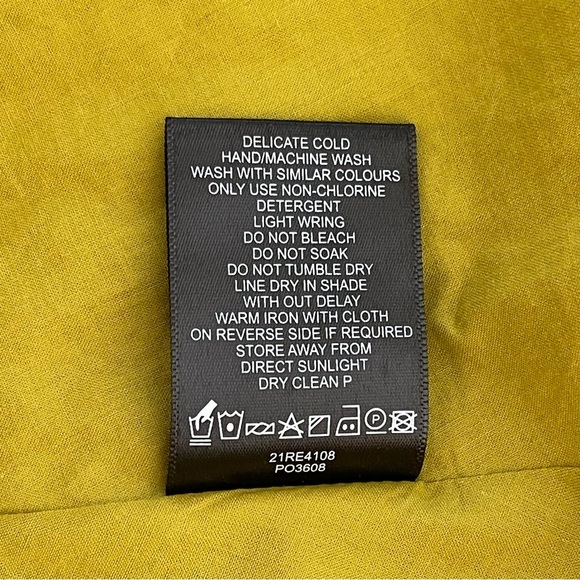 DELICATE COLD
HAND/MACHINE WASH
WASH WITH SIMILAR COLOURS
ONLY USE NON-CHLORINE
DETERGENT
LIGHT WRING
DO NOT BLEACH
DO NOT SOAK
DO NOT TUMBLE DRY
LINE DRY IN SHADE
WITH OUT DELAY
WARM IRON WITH CLOTH
ON REVERSE SIDE IF REQUIRED
STORE AWAY FROM
DIRECT SUNLIGHT
DRY CLEAN P
P
21RE4108
PO3608